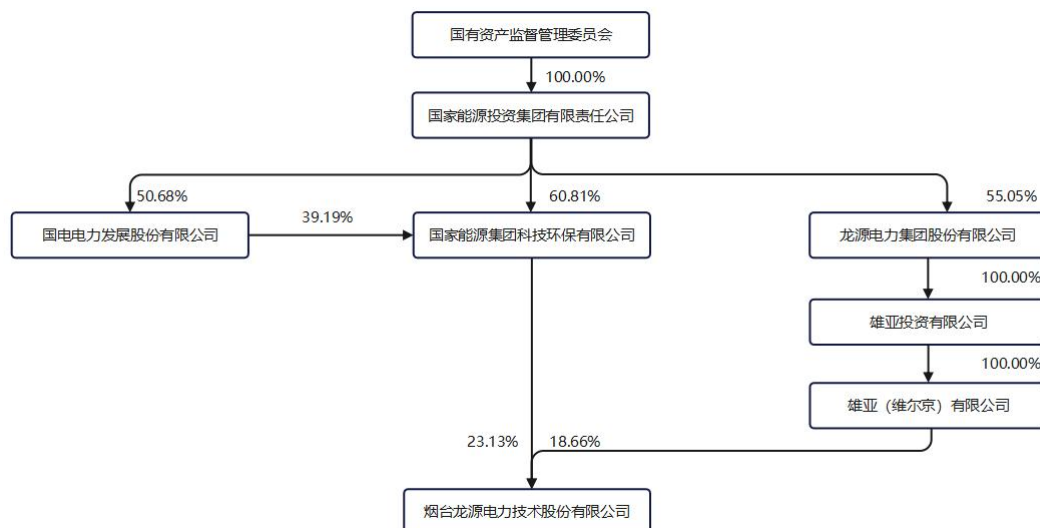 国有资产监督管理委员会
100.00%
国家能源投资集团有限责任公司
50.68%
60.81%
55.05%
国电电力发展股份有限公司
39.19%
国家能源集团科技环保有限公司
龙源电力集团股份有限公司
100.00%
雄亚投资有限公司
100.00%
雄亚（维尔京）有限公司
23.13%
18.66%
烟台龙源电力技术股份有限公司